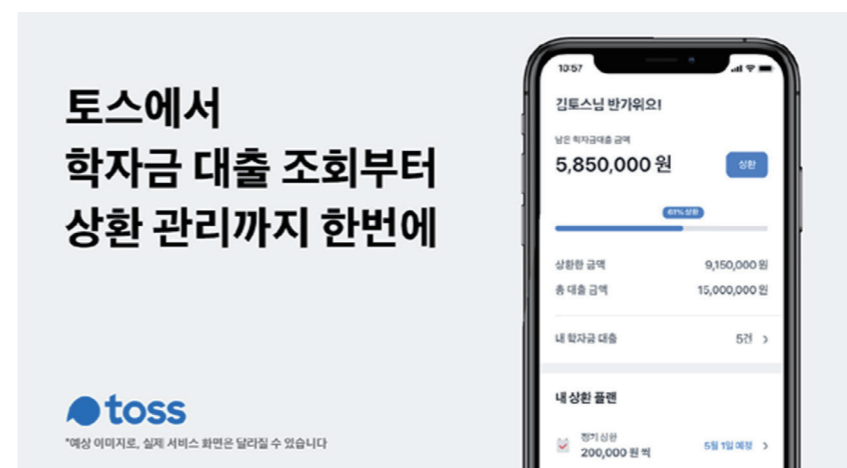 토스에서
학자금 대출 조회부터
상환 관리까지 한번에
toss
*예상 이미지로, 실제 서비스 화면은 달라질 수 있습니다
10:57
김토스님 반가워요!
남은 학자금대출 금액
5,850,000 원 상환
61% 상환
상환한 금액 9,150,000 원
총 대출 금액 15,000,000 원
내 학자금 대출 5건 >
내 상환 플랜
정기 상환
200,000 원 씩 5월 1일 예정 >